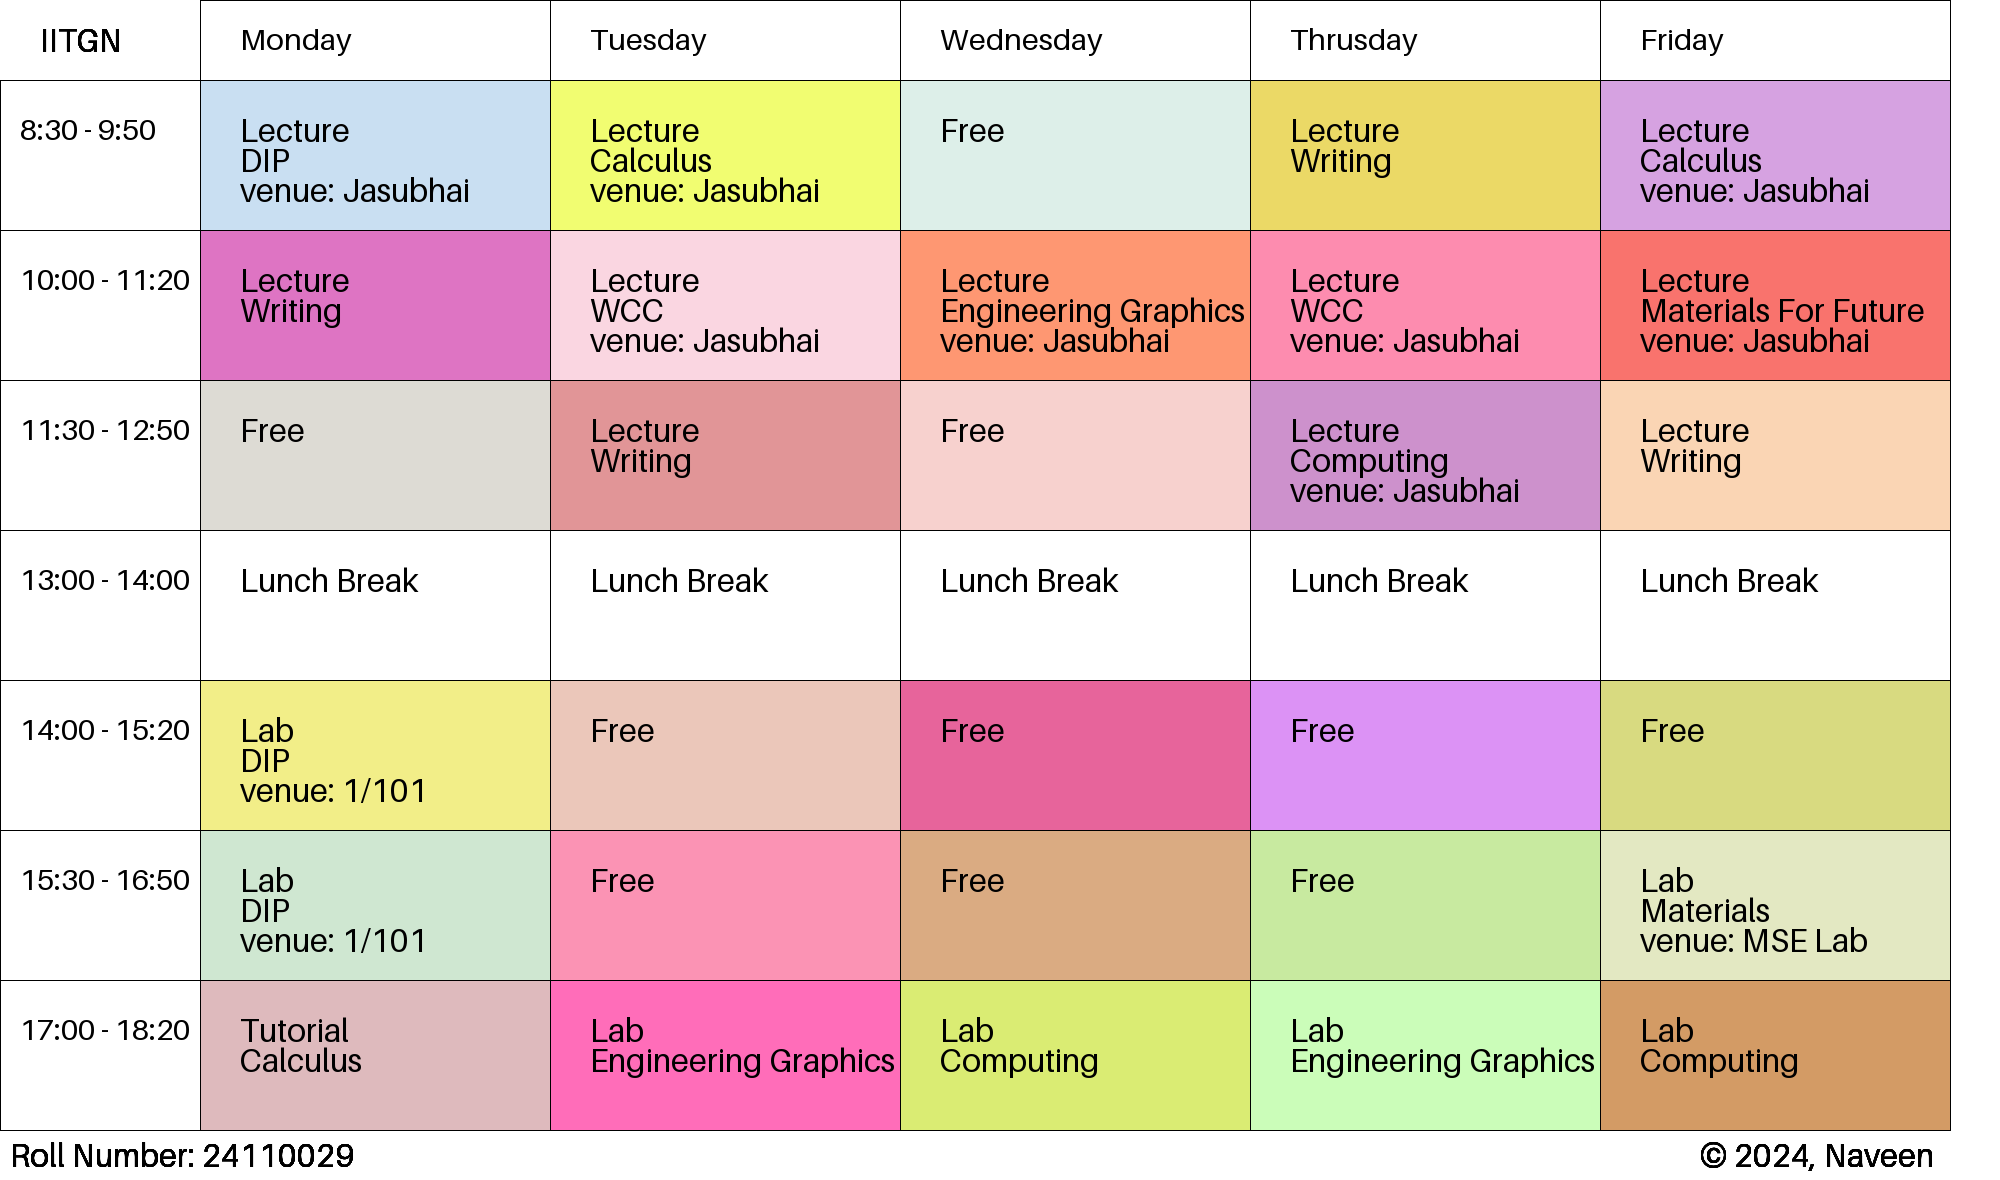 IITGN
Monday
Tuesday
Wednesday
Thrusday
Friday
8:30 - 9:50
Lecture
DIP
venue: Jasubhai
Lecture
Calculus
venue: Jasubhai
Free
Lecture
Writing
Lecture
Calculus
venue: Jasubhai
10:00 - 11:20
Lecture
Writing
Lecture
WCC
venue: Jasubhai
Lecture
Engineering Graphics
venue: Jasubhai
Lecture
WCC
venue: Jasubhai
Lecture
Materials For Future
venue: Jasubhai
11:30 - 12:50
Free
Lecture
Writing
Free
Lecture
Computing
venue: Jasubhai
Lecture
Writing
13:00 - 14:00
Lunch Break
Lunch Break
Lunch Break
Lunch Break
Lunch Break
14:00 - 15:20
Lab
DIP
venue: 1/101
Free
Free
Free
Free
15:30 - 16:50
Lab
DIP
venue: 1/101
Free
Free
Free
Lab
Materials
venue: MSE Lab
17:00 - 18:20
Tutorial
Calculus
Lab
Engineering Graphics
Lab
Computing
Lab
Engineering Graphics
Lab
Computing
Roll Number: 24110029
© 2024, Naveen